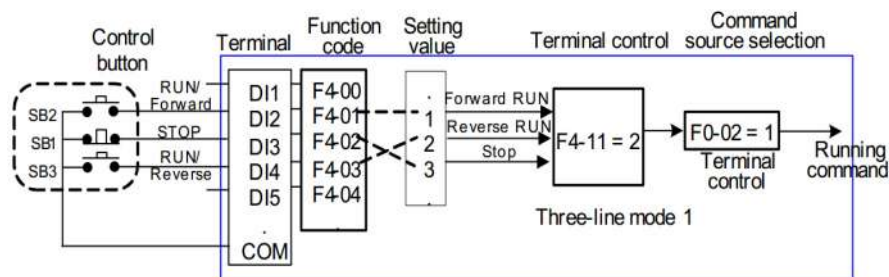 Control
button
Terminal
Function
code
Setting
value
Terminal control
Command
source selection
RUN/
Forward
STOP
RUN/
Reverse
SB2
SB1
SB3
DI1
DI2
DI3
DI4
DI5
.
COM
F4-00
F4-01
F4-02
F4-03
F4-04
.
1
2
3
.
Forward RUN
Reverse RUN
Stop
F4-11 = 2
Three-line mode 1
F0-02 = 1
Terminal
control
Running
command